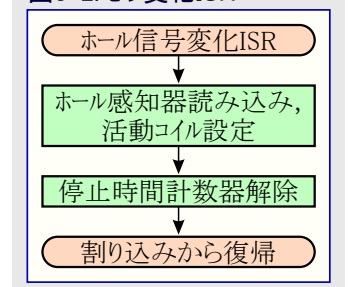 ホール信号変化ISR
ホール感知器読み込み,
活動コイル設定
停止時間計数器解除
割り込みから復帰